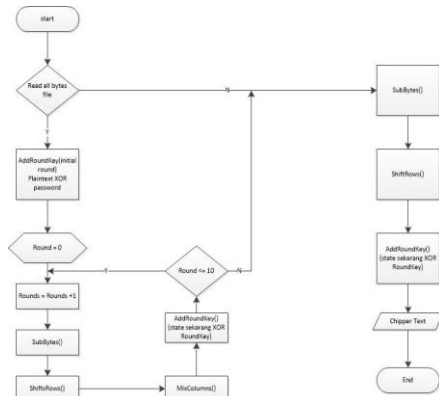 start
Read all bytes
file
N
Y
AddRoundKey(initial
round)
Plaintext XOR
password
Round = 0
Y
Round <= 10
N
Rounds = Rounds +1
AddRoundKey()
(state sekarang XOR
RoundKey)
SubBytes()
ShiftsRows()
MixColumns()
SubBytes()
ShiftRows()
AddRoundKey()
(state sekarang XOR
RoundKey)
Chipper Text
End